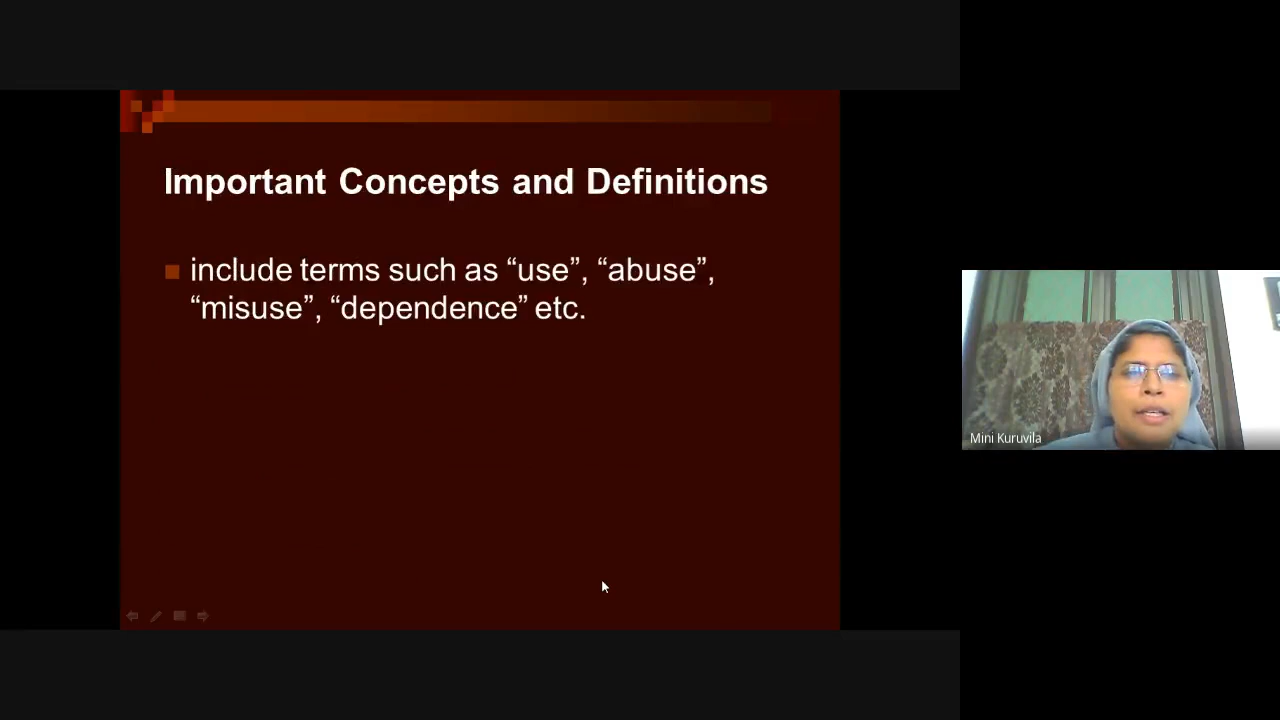 Important Concepts and Definitions
include terms such as “use”, “abuse”,
“misuse”, “dependence” etc.
Mini Kuruvila